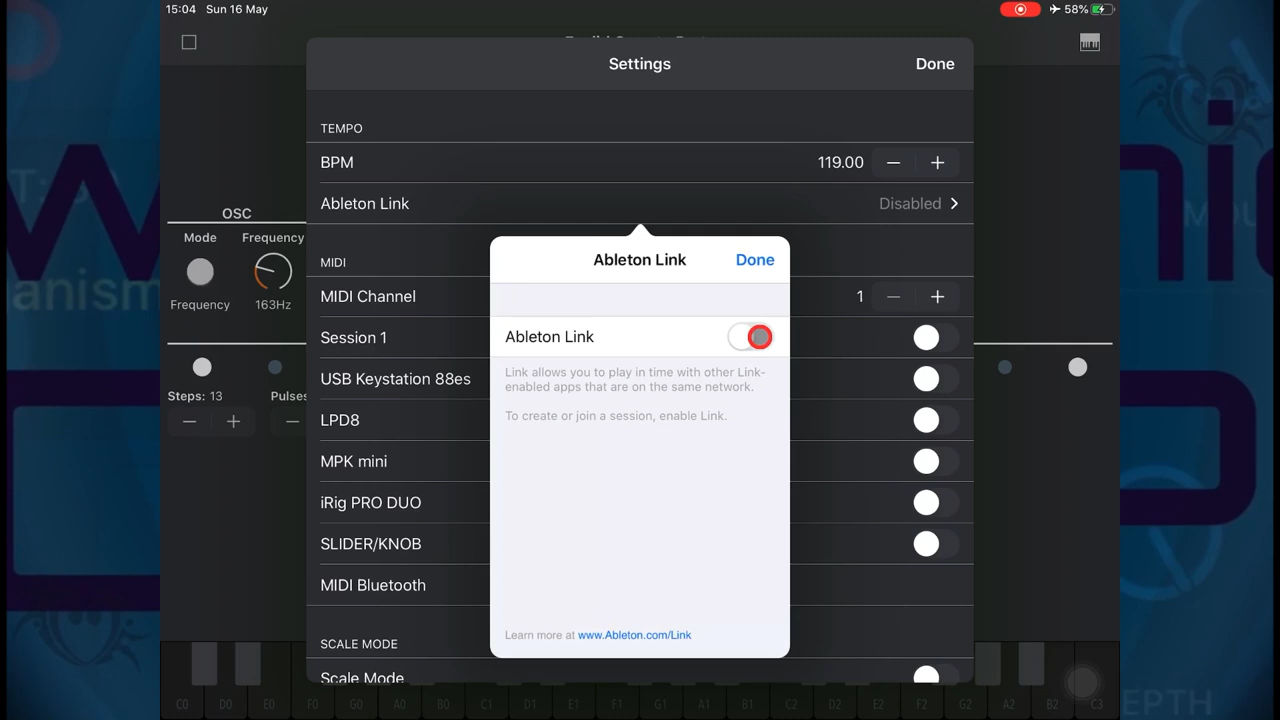 15:04 Sun 16 May
58%
Settings
Done
TEMPO
BPM
119.00
Ableton Link
Disabled
OSC
Mode
Frequency
Frequency
163Hz
MIDI
MIDI Channel
1
Session 1
USB Keystation 88es
LPD8
MPK mini
iRig PRO DUO
SLIDER/KNOB
MIDI Bluetooth
SCALE MODE
Scale Mode
Steps: 13
Pulses
Ableton Link
Done
Ableton Link
Link allows you to play in time with other Link-
enabled apps that are on the same network.
To create or join a session, enable Link.
Learn more at www.Ableton.com/Link
C0 D0 E0 F0 G0 A0 B0 C1 D1 E1 F1 G1 A1 B1 C2 D2 E2 F2 G2 A2 B2 C3